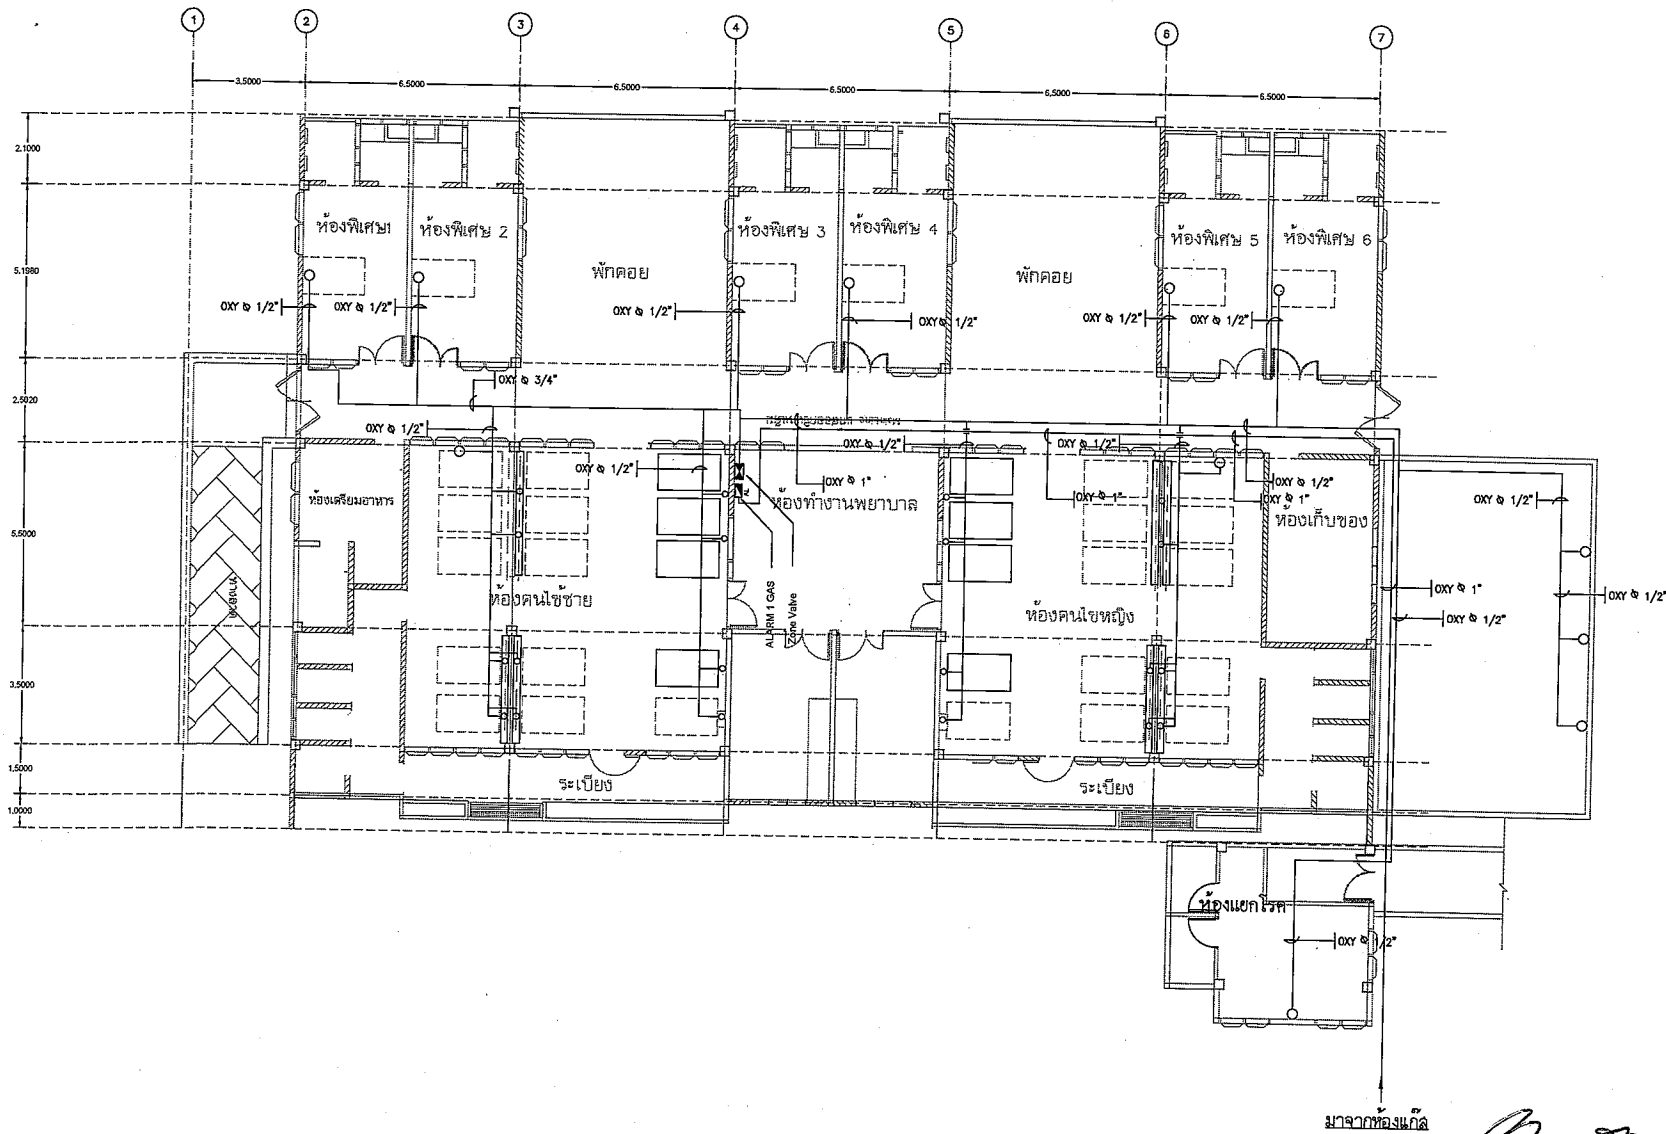 1 2 3 4 5 6 7
3.5000 6.5000 6.5000 6.5000 6.5000 6.5000
2.1000
5.1980
2.5020
5.5000
3.5000
1.5000
1.0000
ห้องพิเศษ1
ห้องพิเศษ 2
พักคอย
ห้องพิเศษ 3
ห้องพิเศษ 4
พักคอย
ห้องพิเศษ 5
ห้องพิเศษ 6
OXY Φ 1/2"
OXY Φ 1/2"
OXY Φ 1/2"
OXY Φ 1/2"
OXY Φ 1/2"
OXY Φ 1/2"
OXY Φ 3/4"
OXY Φ 1/2"
OXY Φ 1/2"
OXY Φ 1/2"
OXY Φ 1/2"
OXY Φ 1"
OXY Φ 1"
OXY Φ 1/2"
OXY Φ 1"
OXY Φ 1/2"
ห้องเตรียมอาหาร
AL
ห้องทำงานพยาบาล
ห้องเก็บของ
OXY Φ 1"
OXY Φ 1/2"
OXY Φ 1/2"
ทางลาด
ห้องคนไข้ชาย
ALARM 1 GAS
Zone Valve
ห้องคนไข้หญิง
ระเบียง
ระเบียง
ห้องแยกโรค
OXY Φ 1/2"
มาจากห้องแก๊ส